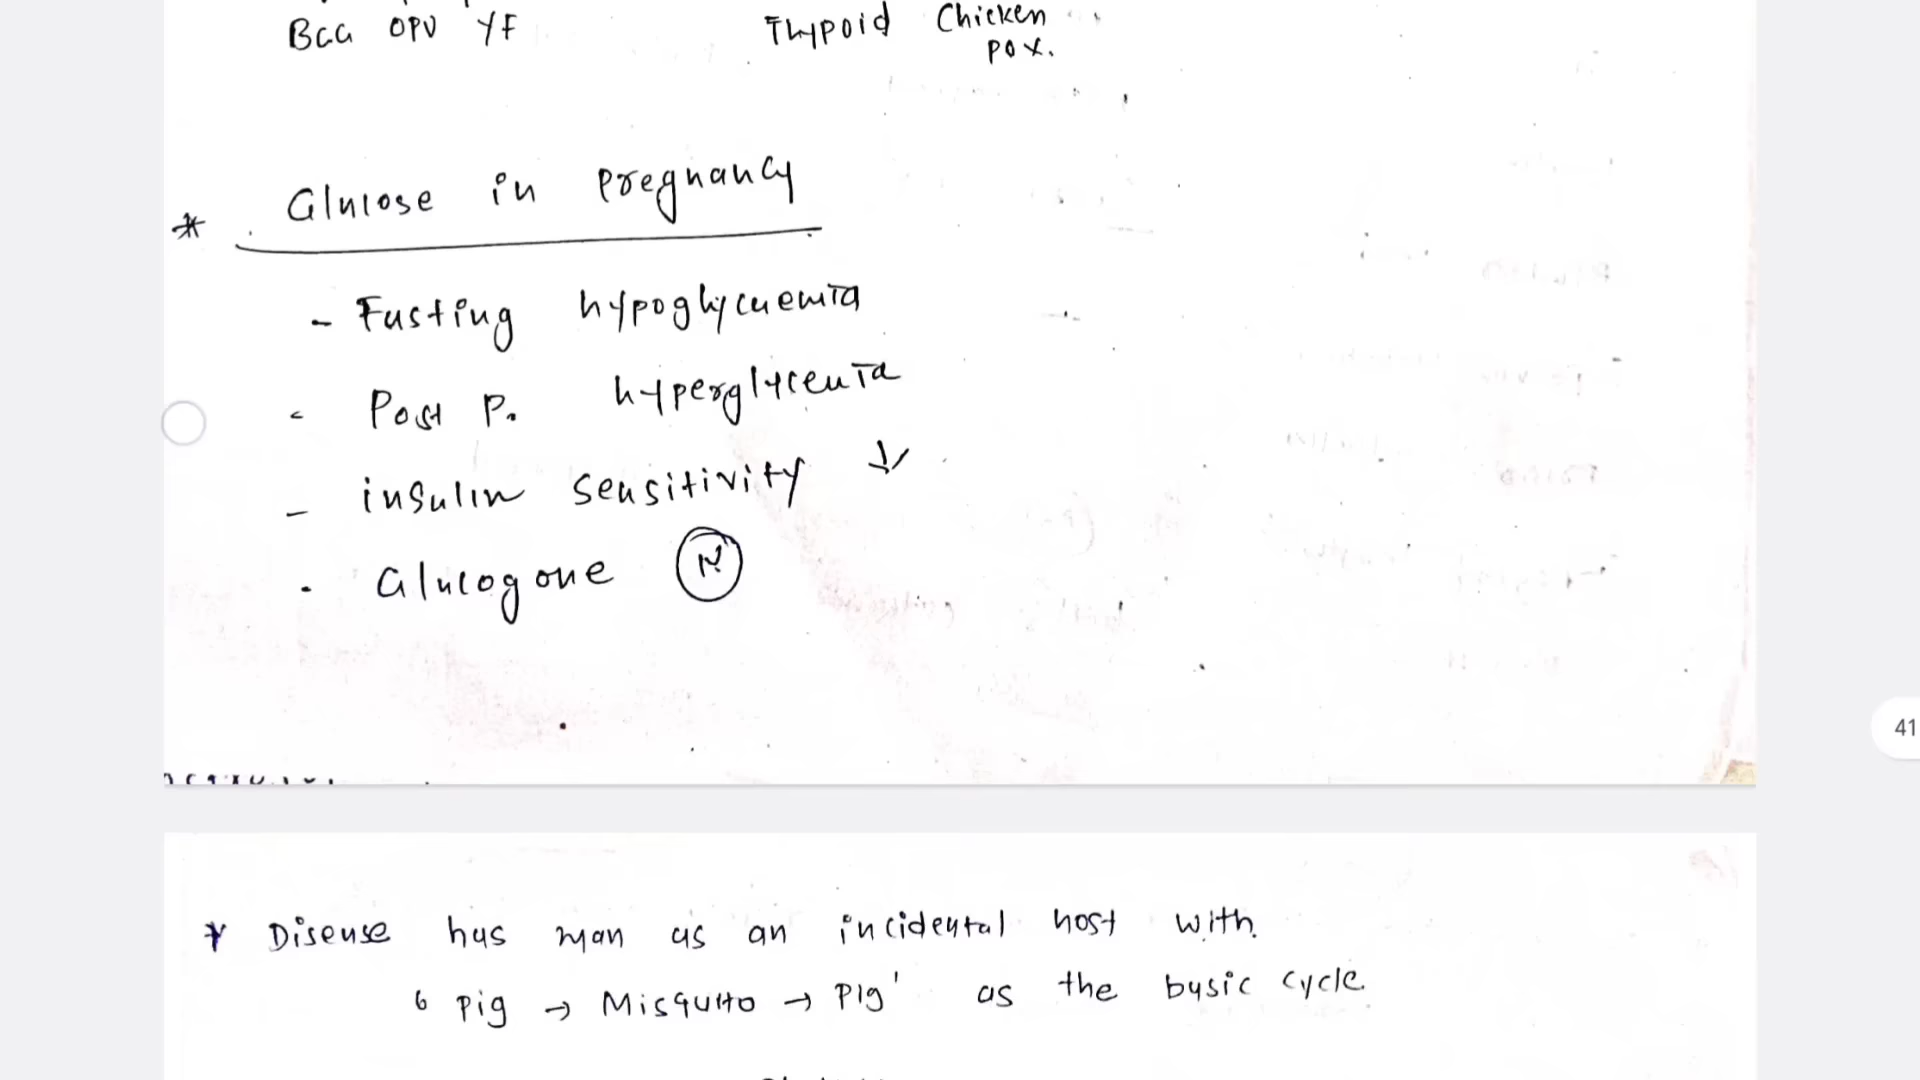 BCG OPV YF Thypoid Chicken
pox.
* Glucose in pregnancy
- Fasting hypoglycaemia
- Post P. hyperglycemia
- insulin sensitivity ↓
- Glucogone (N)
41
* Disease has man as an incidental host with
' pig → Misquito → Pig' as the basic cycle